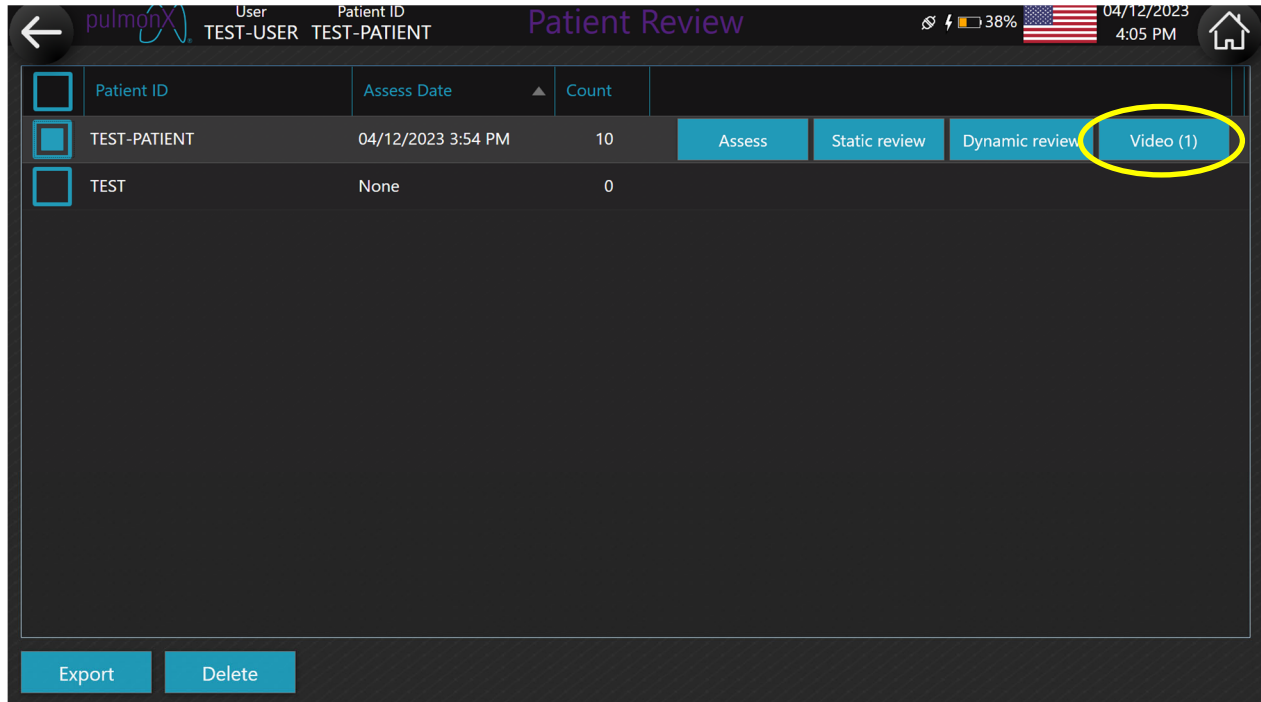 pulmonx®
User
TEST-USER
Patient ID
TEST-PATIENT
Patient Review
38%
04/12/2023
4:05 PM
Patient ID Assess Date Count
TEST-PATIENT 04/12/2023 3:54 PM 10 Assess Static review Dynamic review Video (1)
TEST None 0
Export Delete